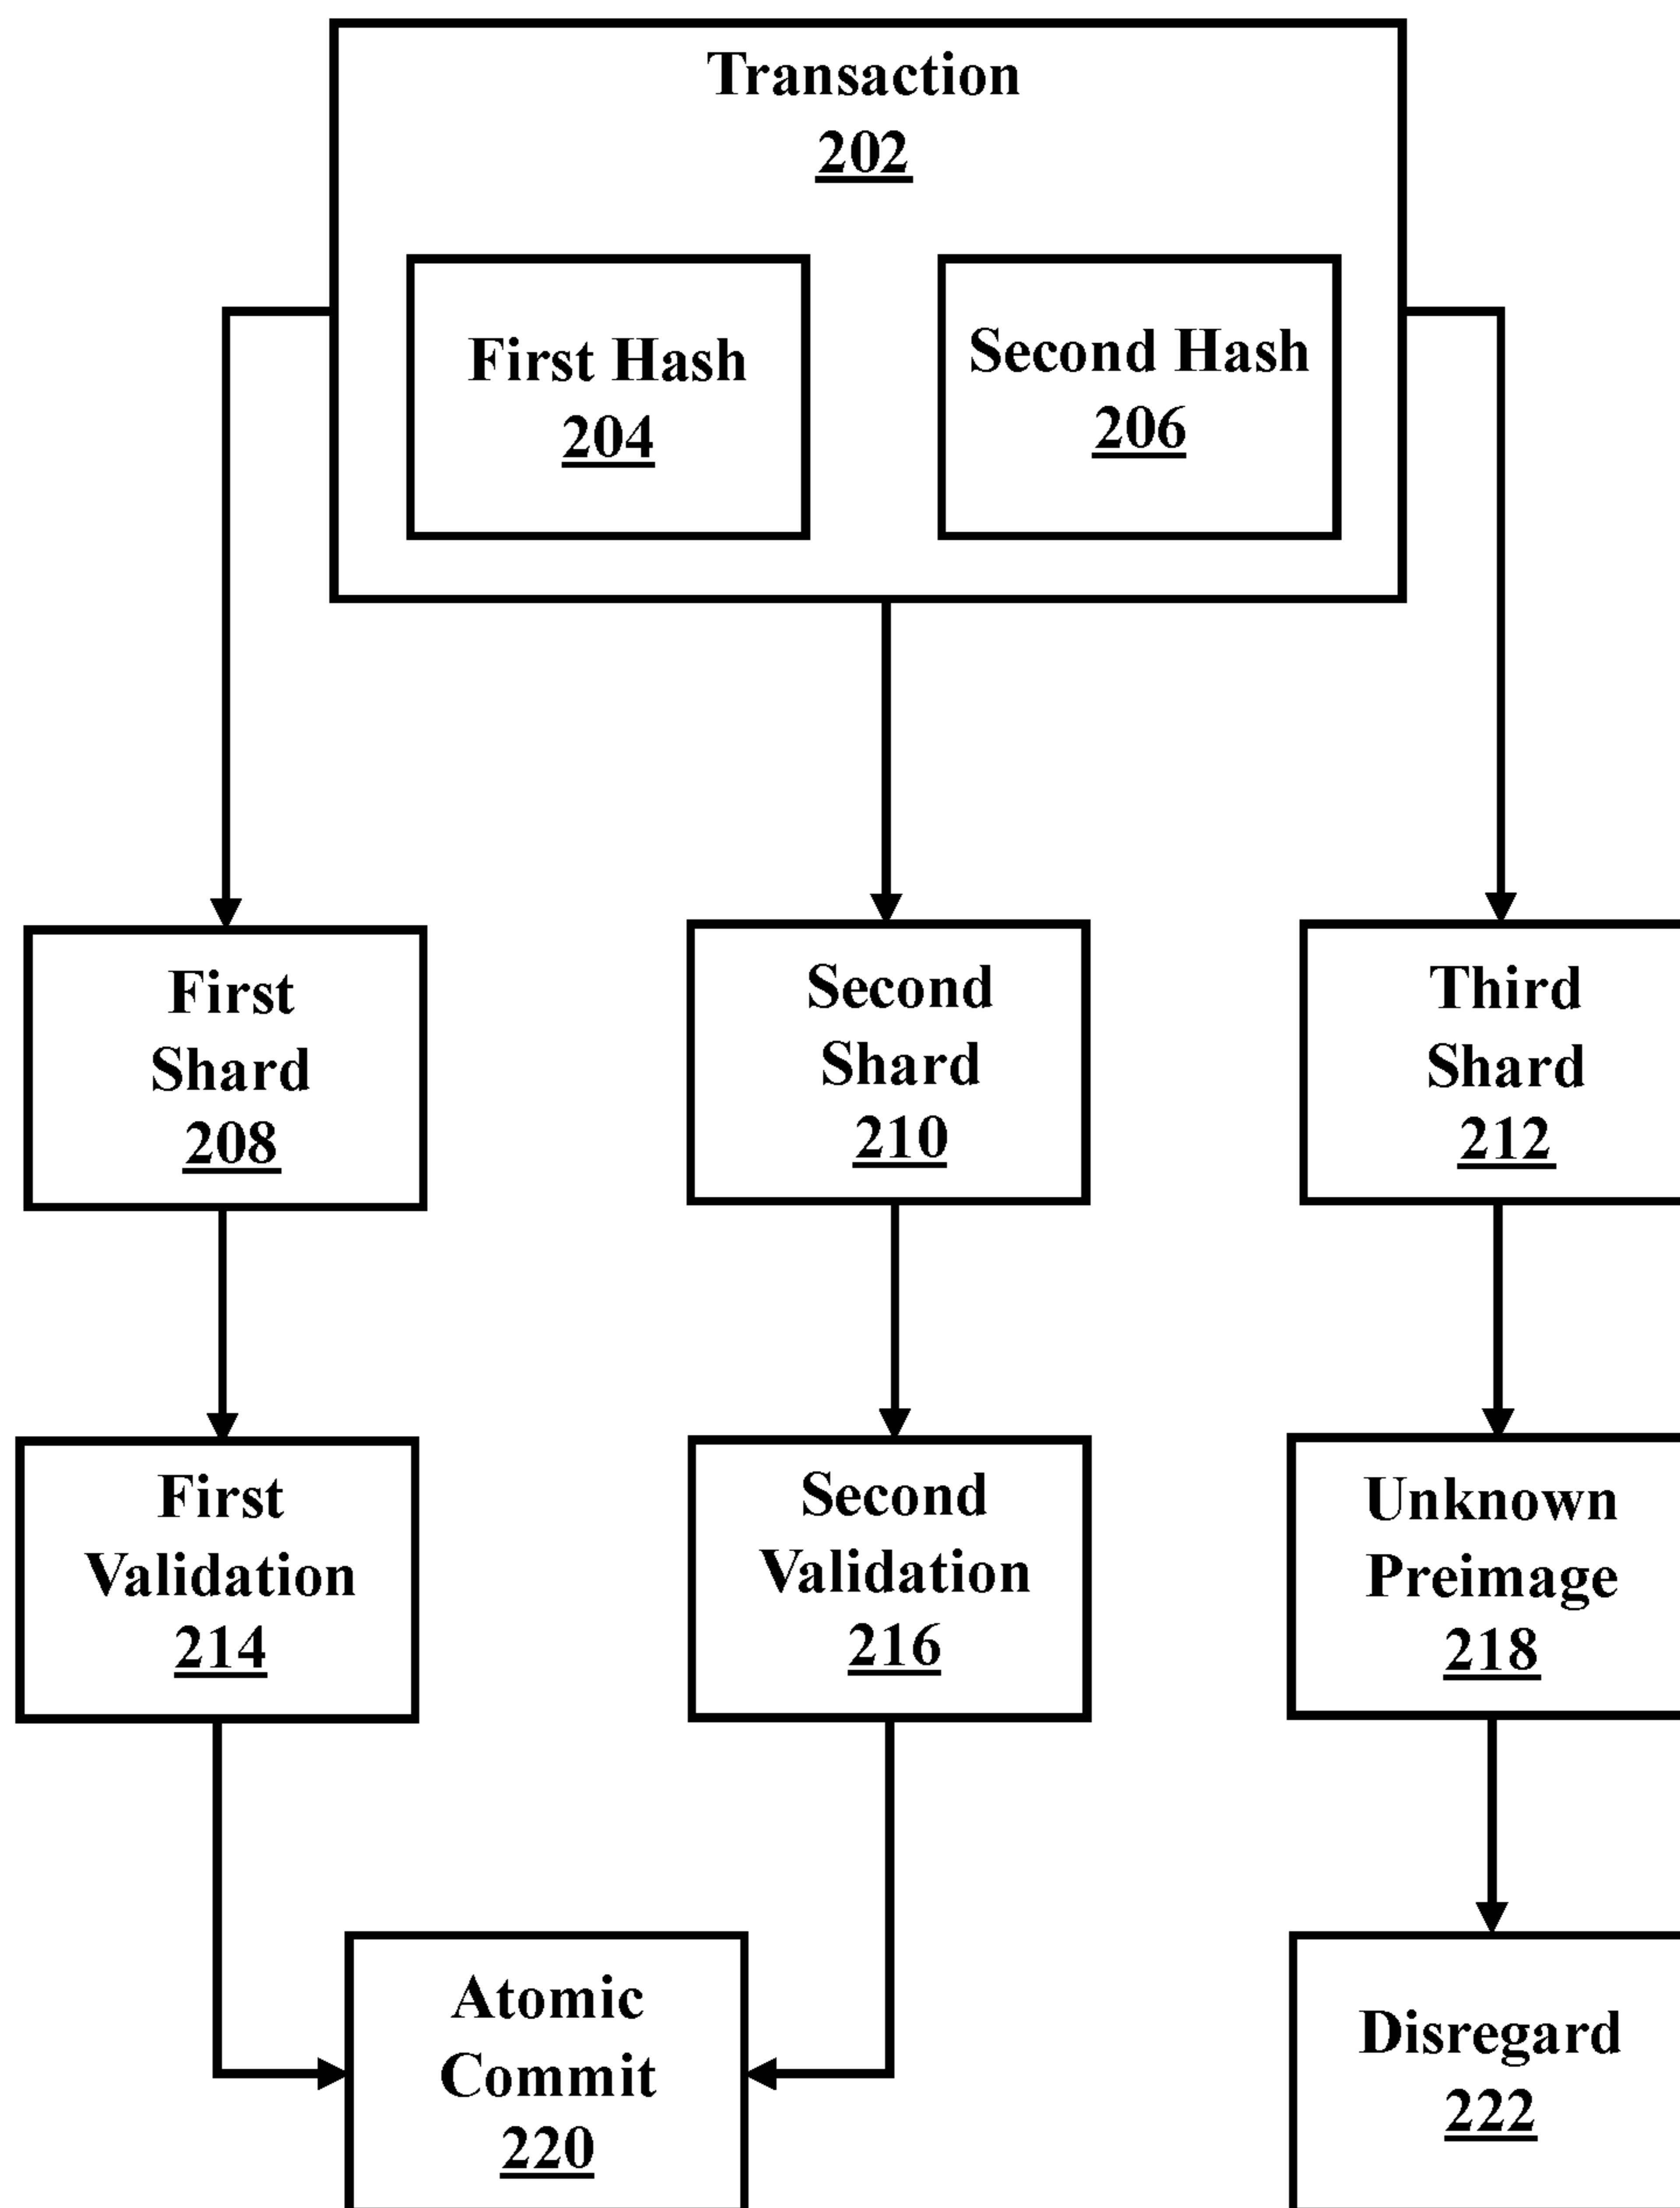 Transaction
202
First Hash
204
Second Hash
206
First
Shard
208
Second
Shard
210
Third
Shard
212
First
Validation
214
Second
Validation
216
Unknown
Preimage
218
Atomic
Commit
220
Disregard
222